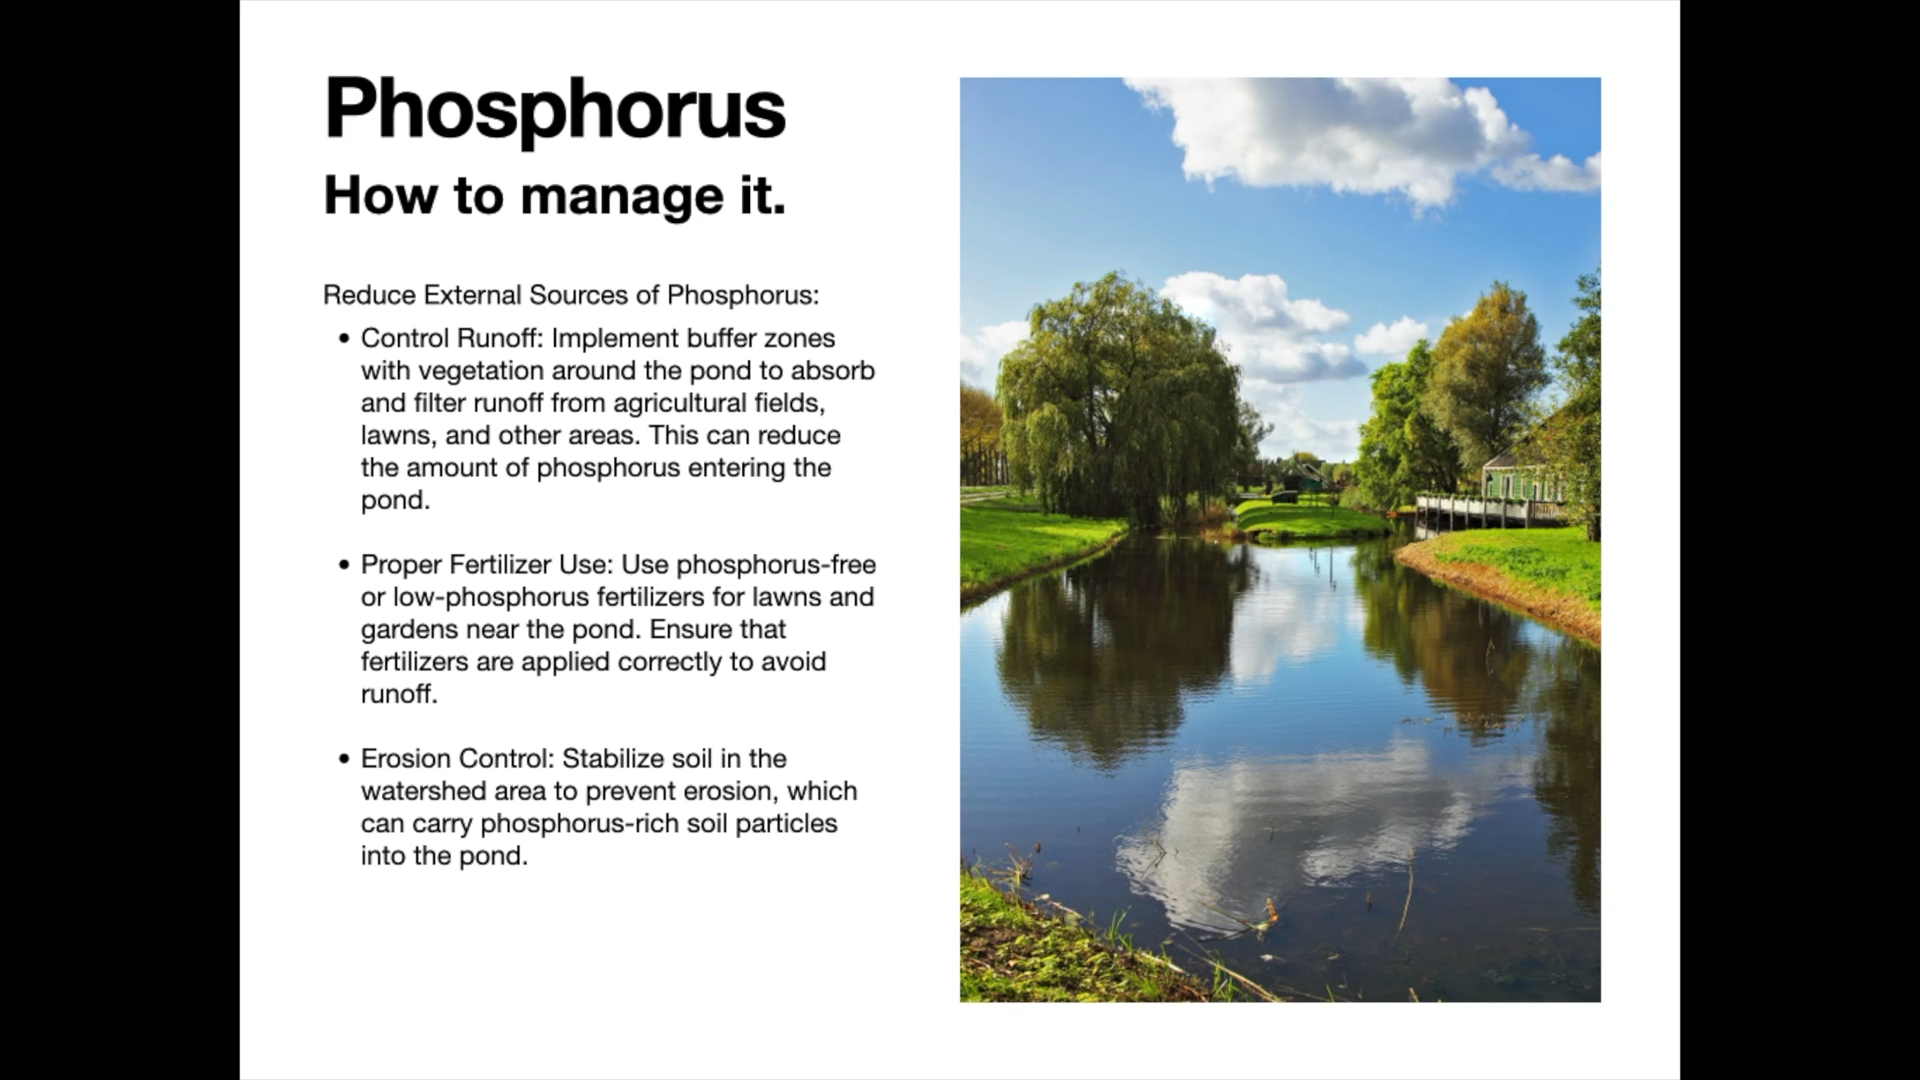 Phosphorus
How to manage it.
Reduce External Sources of Phosphorus:
• Control Runoff: Implement buffer zones
with vegetation around the pond to absorb
and filter runoff from agricultural fields,
lawns, and other areas. This can reduce
the amount of phosphorus entering the
pond.
• Proper Fertilizer Use: Use phosphorus-free
or low-phosphorus fertilizers for lawns and
gardens near the pond. Ensure that
fertilizers are applied correctly to avoid
runoff.
• Erosion Control: Stabilize soil in the
watershed area to prevent erosion, which
can carry phosphorus-rich soil particles
into the pond.